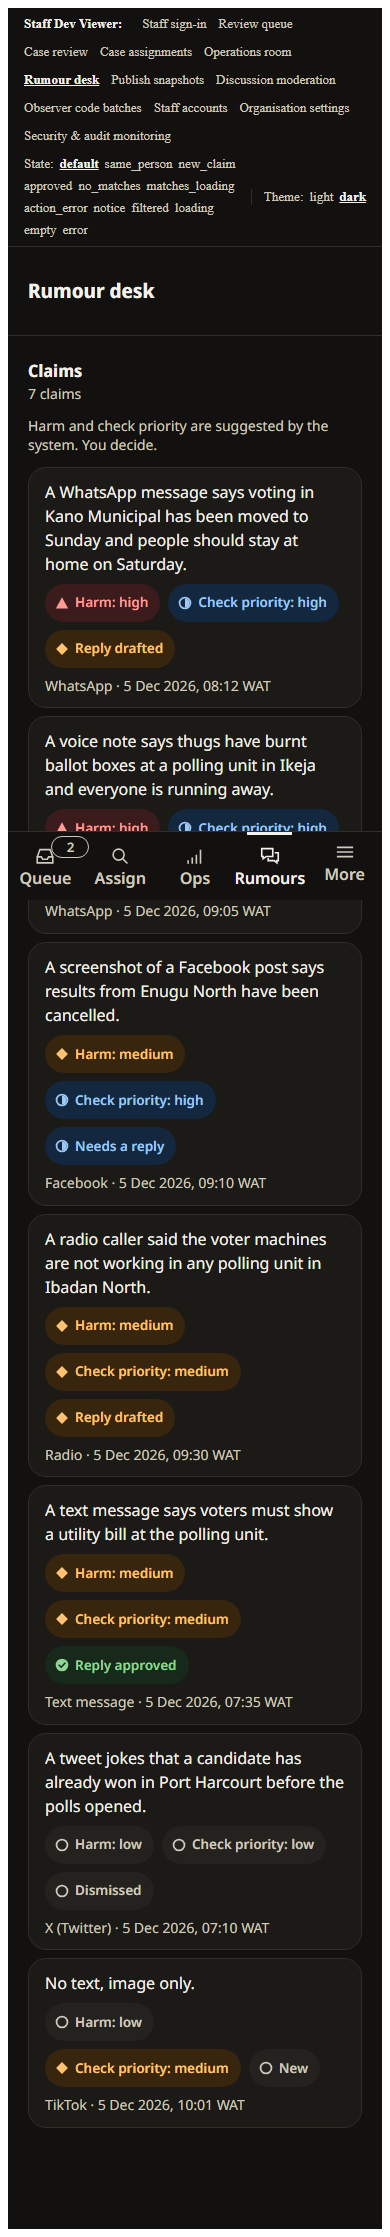 Staff Dev Viewer: Staff sign-in Review queue
Case review Case assignments Operations room
Rumour desk Publish snapshots Discussion moderation
Observer code batches Staff accounts Organisation settings
Security & audit monitoring
State: default same_person new_claim
approved no_matches matches_loading
action_error notice filtered loading
empty error
Theme: light dark
Rumour desk
Claims
7 claims
Harm and check priority are suggested by the
system. You decide.
A WhatsApp message says voting in
Kano Municipal has been moved to
Sunday and people should stay at
home on Saturday.
Harm: high Check priority: high
Reply drafted
WhatsApp · 5 Dec 2026, 08:12 WAT
A voice note says thugs have burnt
ballot boxes at a polling unit in Ikeja
and everyone is running away.
Harm: high Check priority: high
2
Queue Assign Ops Rumours More
WhatsApp · 5 Dec 2026, 09:05 WAT
A screenshot of a Facebook post says
results from Enugu North have been
cancelled.
Harm: medium
Check priority: high
Needs a reply
Facebook · 5 Dec 2026, 09:10 WAT
A radio caller said the voter machines
are not working in any polling unit in
Ibadan North.
Harm: medium
Check priority: medium
Reply drafted
Radio · 5 Dec 2026, 09:30 WAT
A text message says voters must show
a utility bill at the polling unit.
Harm: medium
Check priority: medium
Reply approved
Text message · 5 Dec 2026, 07:35 WAT
A tweet jokes that a candidate has
already won in Port Harcourt before the
polls opened.
Harm: low Check priority: low
Dismissed
X (Twitter) · 5 Dec 2026, 07:10 WAT
No text, image only.
Harm: low
Check priority: medium New
TikTok · 5 Dec 2026, 10:01 WAT